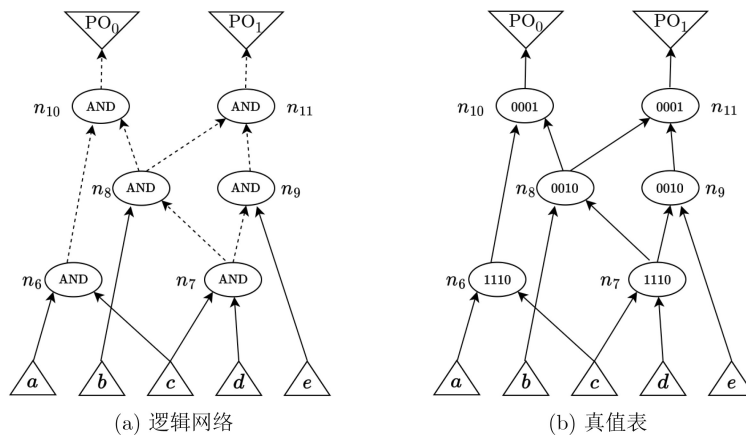 PO₀ PO₁ PO₀ PO₁
n₁₀ AND AND n₁₁ n₁₀ 0001 0001 n₁₁
n₈ AND AND n₉ n₈ 0010 0010 n₉
n₆ AND n₇ AND n₆ 1110 n₇ 1110
a b c d e a b c d e
(a) 逻辑网络 (b) 真值表